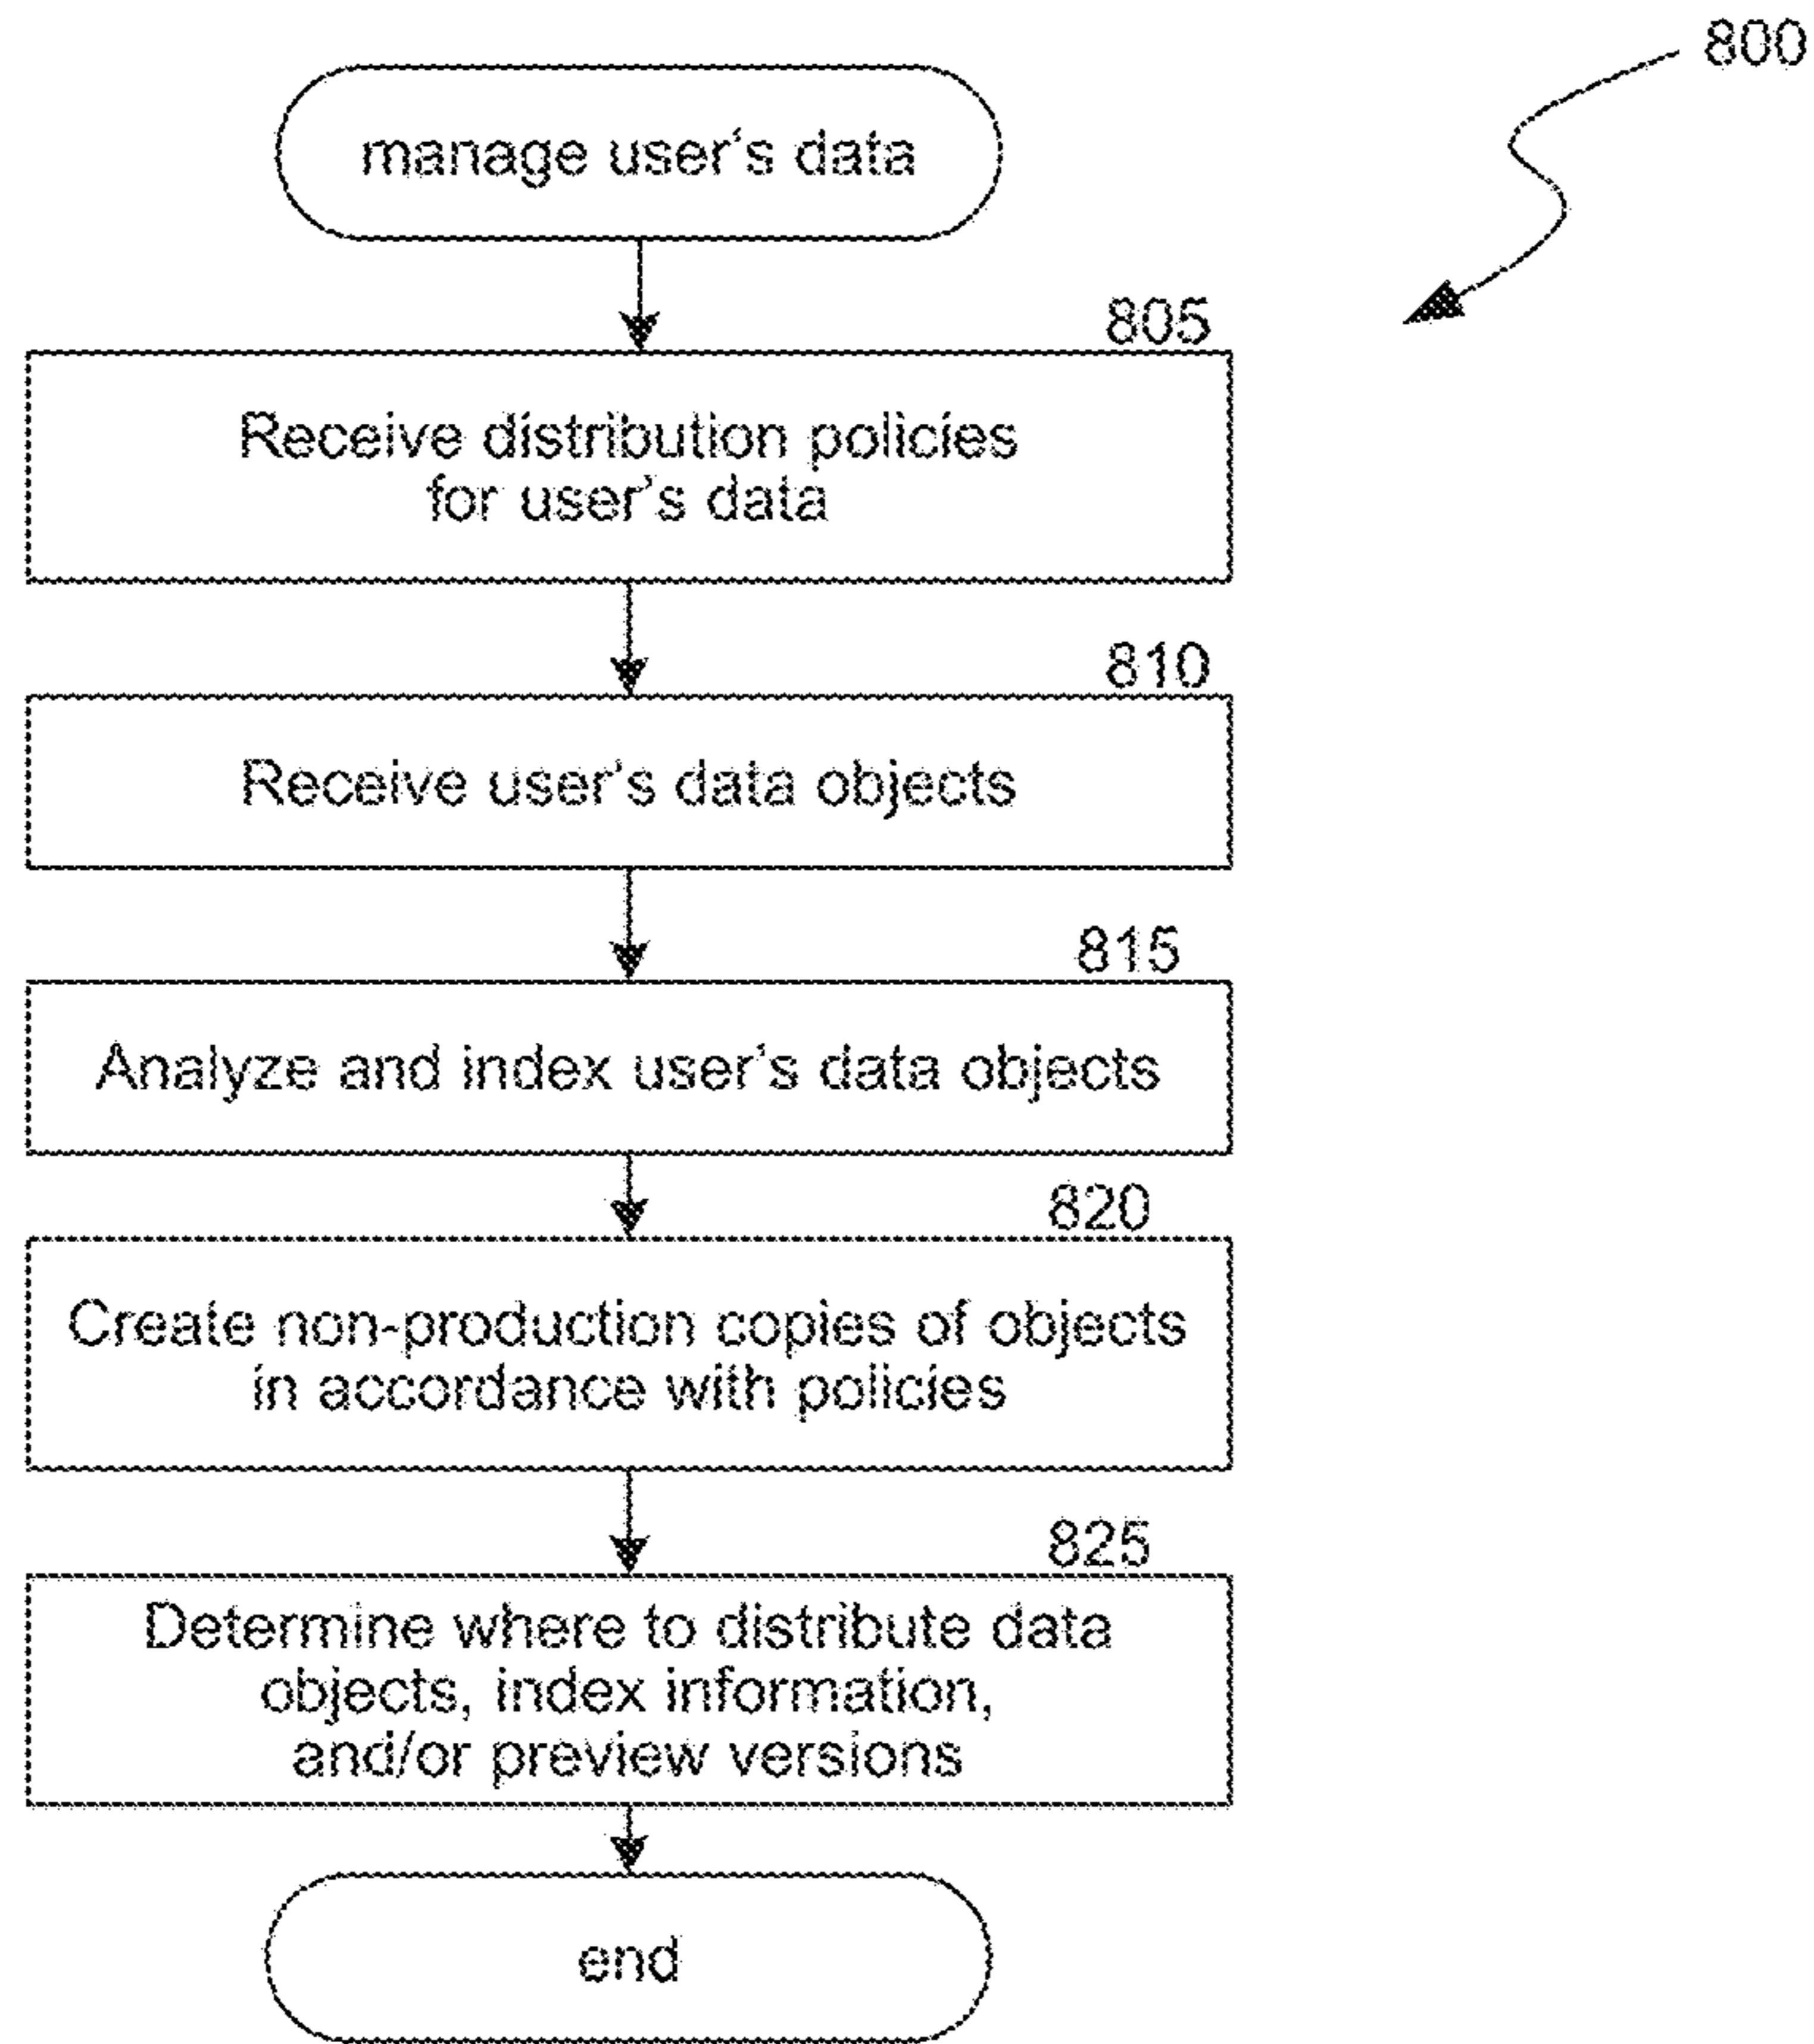 800
manage user's data
805
Receive distribution policies
for user's data
810
Receive user's data objects
815
Analyze and index user's data objects
820
Create non-production copies of objects
in accordance with policies
825
Determine where to distribute data
objects, index information,
and/or preview versions
end